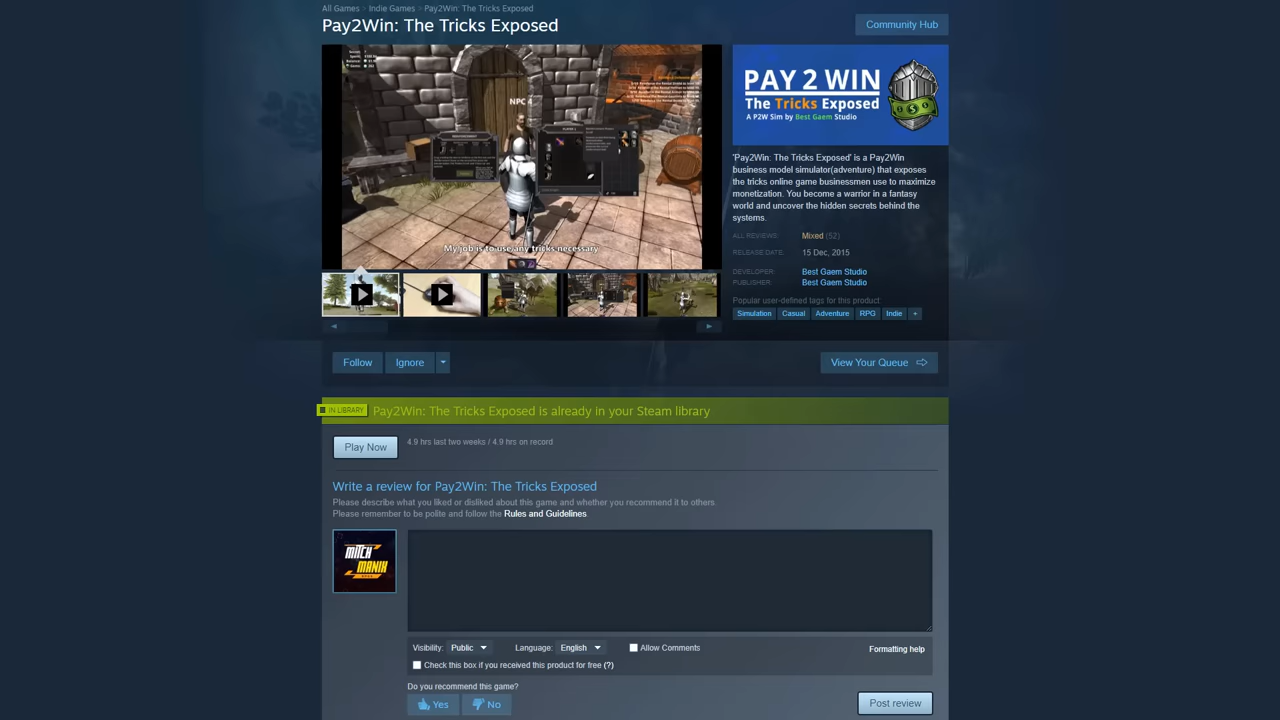 All Games > Indie Games > Pay2Win: The Tricks Exposed
Pay2Win: The Tricks Exposed
Community Hub
NPC 4
My job is to use any tricks necessary
PAY 2 WIN
The Tricks Exposed
A P2W Sim by Best Gaem Studio
'Pay2Win: The Tricks Exposed' is a Pay2Win
business model simulator(adventure) that exposes
the tricks online game businessmen use to maximize
monetization. You become a warrior in a fantasy
world and uncover the hidden secrets behind the
systems.
ALL REVIEWS: Mixed (52)
RELEASE DATE: 15 Dec, 2015
DEVELOPER: Best Gaem Studio
PUBLISHER: Best Gaem Studio
Popular user-defined tags for this product:
Simulation Casual Adventure RPG Indie +
Follow Ignore View Your Queue
IN LIBRARY Pay2Win: The Tricks Exposed is already in your Steam library
Play Now 4.9 hrs last two weeks / 4.9 hrs on record
Write a review for Pay2Win: The Tricks Exposed
Please describe what you liked or disliked about this game and whether you recommend it to others.
Please remember to be polite and follow the Rules and Guidelines.
MITCH
MANIX
Visibility: Public Language: English Allow Comments Formatting help
Check this box if you received this product for free (?)
Do you recommend this game?
Yes No Post review